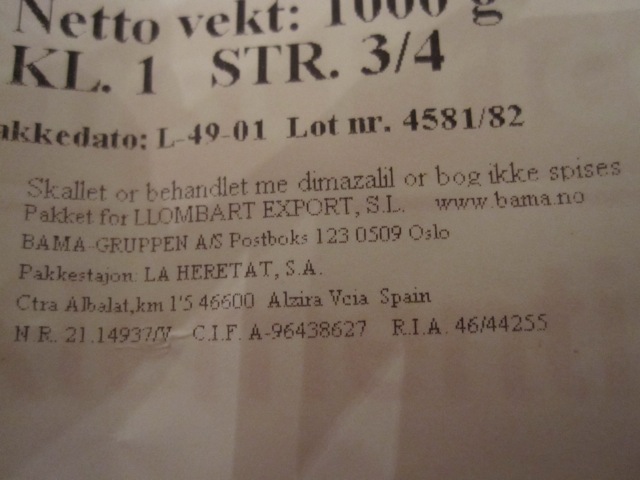 Netto vekt: 1000 g
KL. 1 STR. 3/4
akkedato: L-49-01 Lot nr. 4581/82
Skallet or behandlet me dimazalil or bog ikke spises
Pakket for LLOMBART EXPORT, S.L. www.bama.no
BAMA-GRUPPEN A/S Postboks 123 0509 Oslo
Pakkestajon: LA HERETAT, S.A.
Ctra Albalat,km 1'5 46600 Alzira Vcia Spain
N.R. 21.14937/V C.I.F. A-96438627 R.I.A. 46/44255